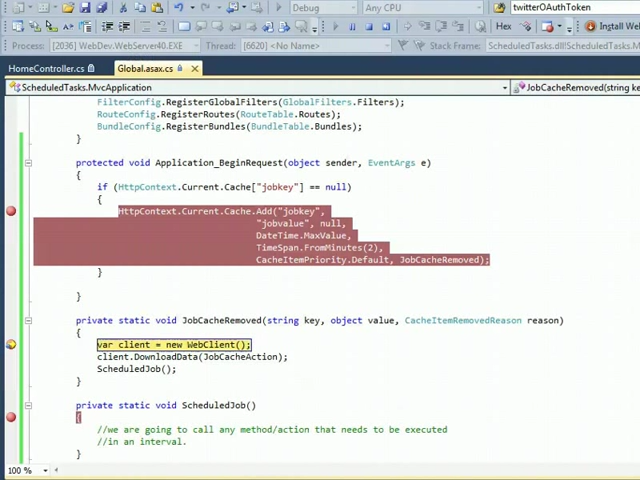 Debug Any CPU twitterOAuthToken
Hex Install Web
Process: [2036] WebDev.WebServer40.EXE Thread: [6620] <No Name> Stack Frame: ScheduledTasks.dll!ScheduledTasks
HomeController.cs Global.asax.cs
ScheduledTasks.MvcApplication JobCacheRemoved(string key
FilterConfig.RegisterGlobalFilters(GlobalFilters.Filters);
RouteConfig.RegisterRoutes(RouteTable.Routes);
BundleConfig.RegisterBundles(BundleTable.Bundles);
}
protected void Application_BeginRequest(object sender, EventArgs e)
{
if (HttpContext.Current.Cache["jobkey"] == null)
{
HttpContext.Current.Cache.Add("jobkey",
"jobvalue", null,
DateTime.MaxValue,
TimeSpan.FromMinutes(2),
CacheItemPriority.Default, JobCacheRemoved);
}
}
private static void JobCacheRemoved(string key, object value, CacheItemRemovedReason reason)
{
var client = new WebClient();
client.DownloadData(JobCacheAction);
ScheduledJob();
}
private static void ScheduledJob()
{
//we are going to call any method/action that needs to be executed
//in an interval.
}
100 %